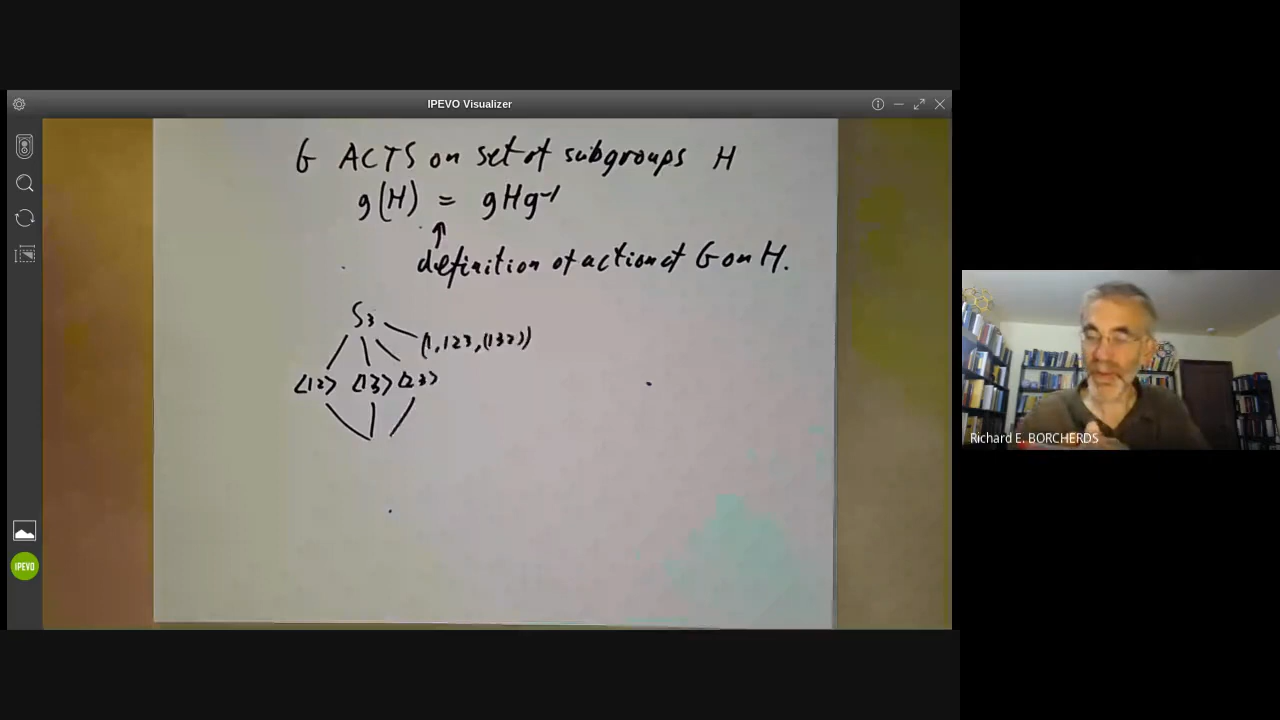 IPEVO Visualizer
G ACTS on set of subgroups H
g(H) = gHg⁻¹
↑
definition of action of G on H.
S₃
(1,123,(132))
<12> <13> <23>
Richard E. BORCHERDS
IPEVO